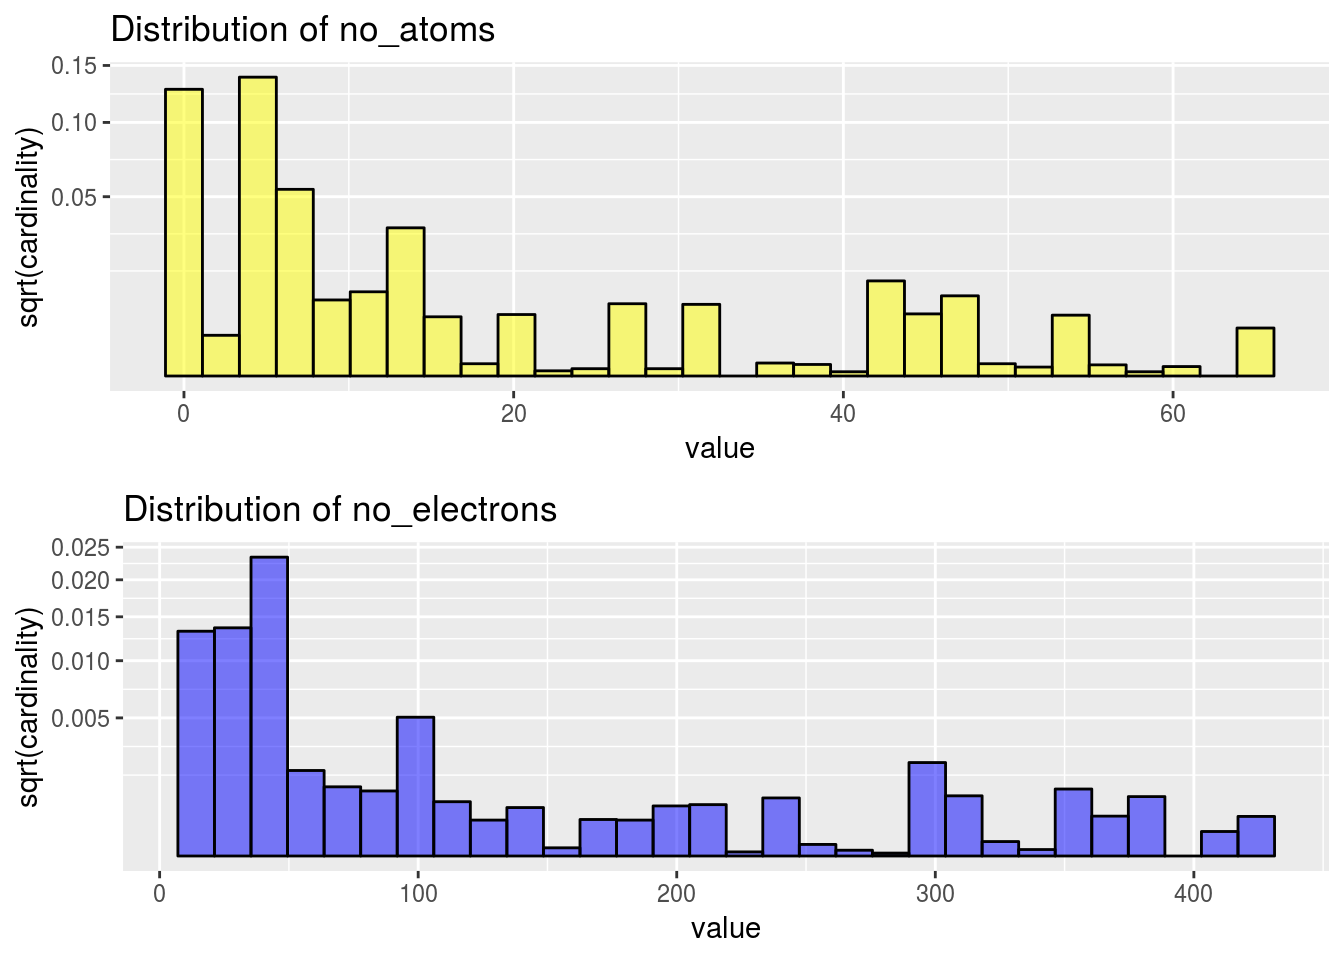 Distribution of no_atoms
sqrt(cardinality)
0.15
0.10
0.05
0 20 40 60
value
Distribution of no_electrons
sqrt(cardinality)
0.025
0.020
0.015
0.010
0.005
0 100 200 300 400
value